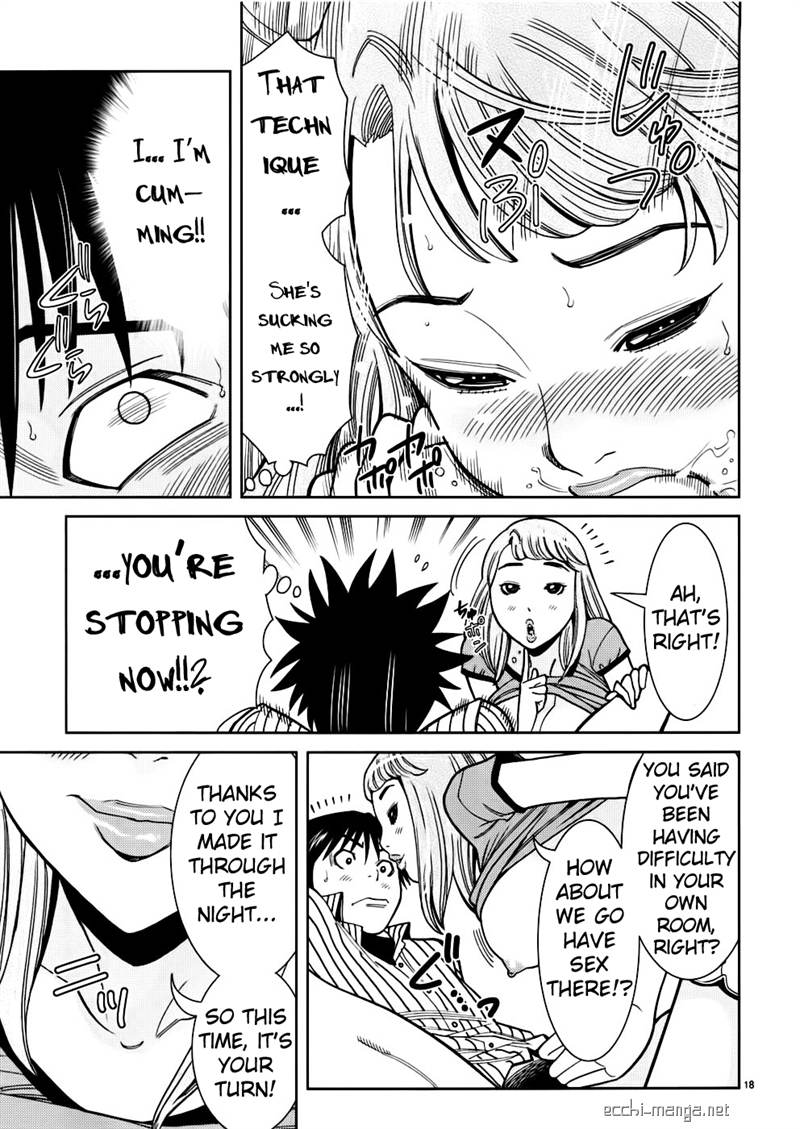 THAT
TECHN
IQUE
...
SHE'S
SUCKING
ME SO
STRONGLY
...!
I... I'M
CUM—
MING!!
AH,
THAT'S
RIGHT!
...YOU'RE
STOPPING
NOW!!?
YOU SAID
YOU'VE
BEEN
HAVING
DIFFICULTY
IN YOUR
OWN
ROOM,
RIGHT?
HOW
ABOUT
WE GO
HAVE
SEX
THERE!?
THANKS
TO YOU I
MADE IT
THROUGH
THE
NIGHT...
SO THIS
TIME, IT'S
YOUR
TURN!
18
ecchi-manga.net